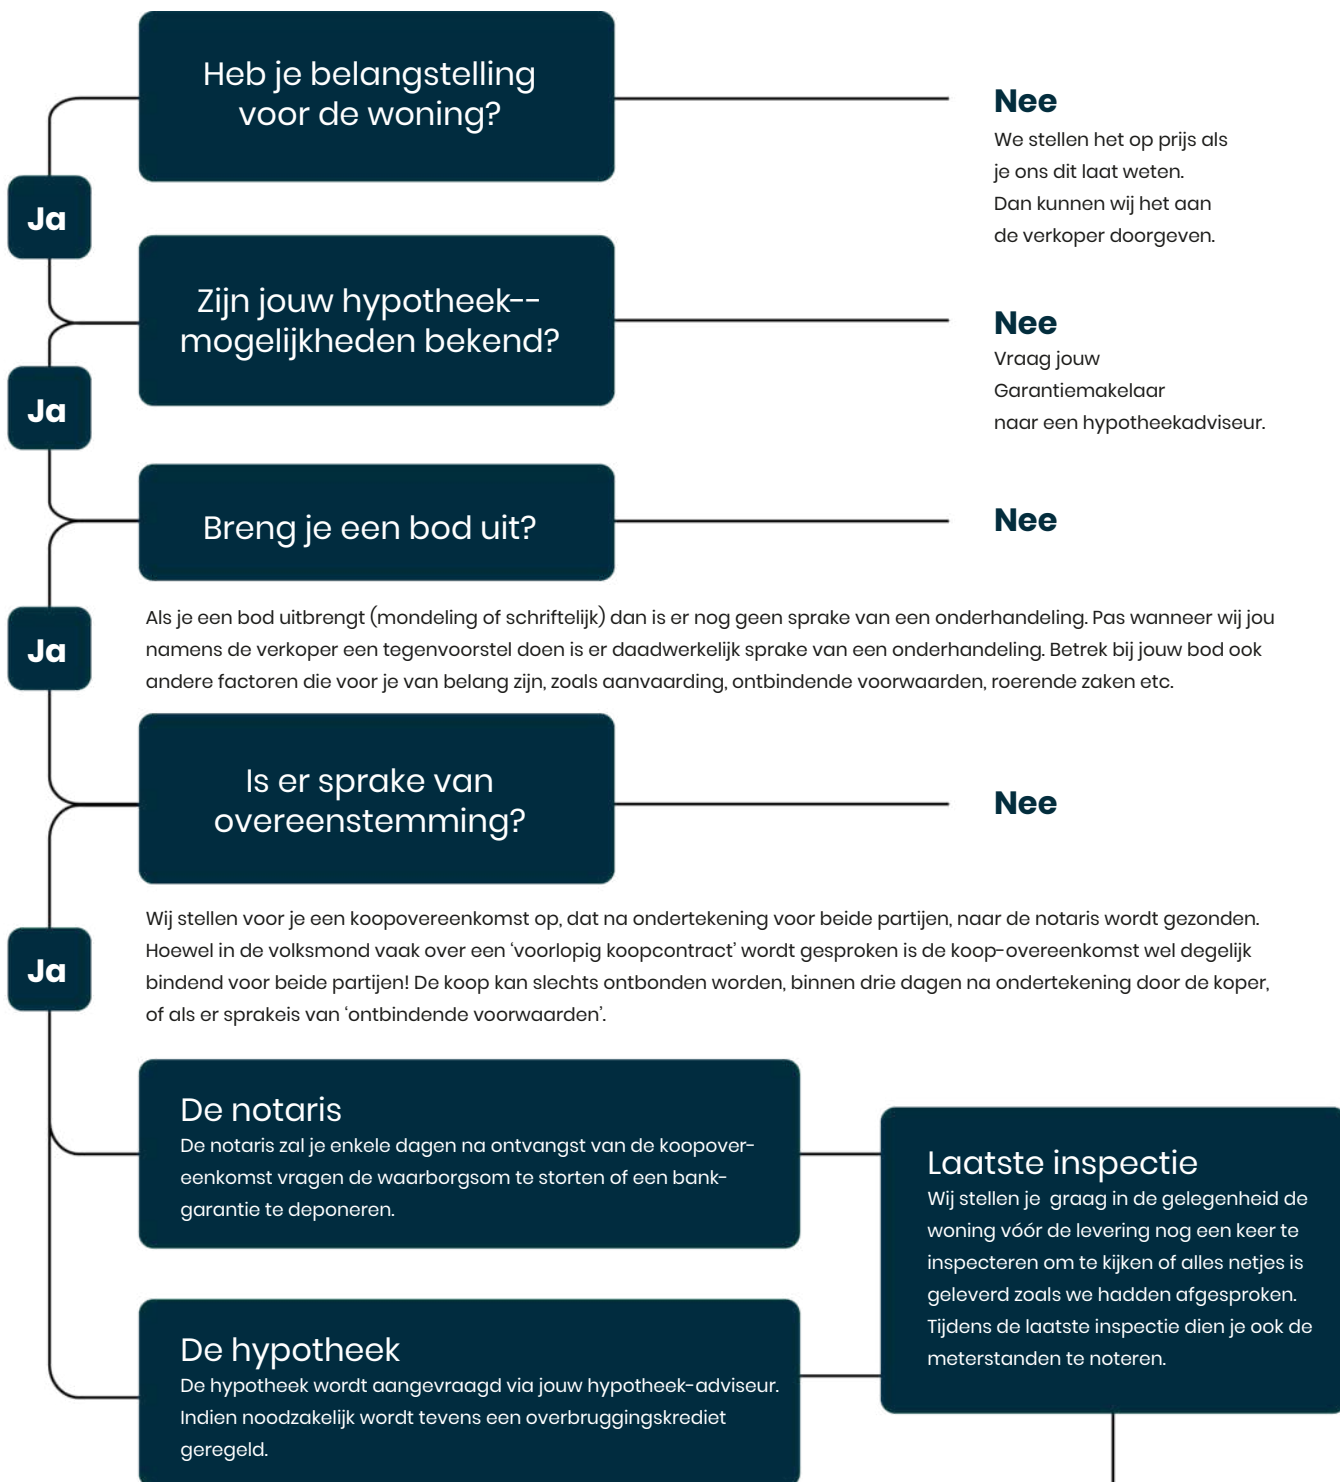 Heb je belangstelling
voor de woning?
Nee
We stellen het op prijs als
je ons dit laat weten.
Dan kunnen wij het aan
de verkoper doorgeven.
Ja
Zijn jouw hypotheek--
mogelijkheden bekend?
Nee
Vraag jouw
Garantiemakelaar
naar een hypotheekadviseur.
Ja
Breng je een bod uit?
Nee
Als je een bod uitbrengt (mondeling of schriftelijk) dan is er nog geen sprake van een onderhandeling. Pas wanneer wij jou
namens de verkoper een tegenvoorstel doen is er daadwerkelijk sprake van een onderhandeling. Betrek bij jouw bod ook
andere factoren die voor je van belang zijn, zoals aanvaarding, ontbindende voorwaarden, roerende zaken etc.
Ja
Is er sprake van
overeenstemming?
Nee
Wij stellen voor je een koopovereenkomst op, dat na ondertekening voor beide partijen, naar de notaris wordt gezonden.
Hoewel in de volksmond vaak over een ‘voorlopig koopcontract’ wordt gesproken is de koop-overeenkomst wel degelijk
bindend voor beide partijen! De koop kan slechts ontbonden worden, binnen drie dagen na ondertekening door de koper,
of als er sprakeis van ‘ontbindende voorwaarden’.
Ja
De notaris
De notaris zal je enkele dagen na ontvangst van de koopover-
eenkomst vragen de waarborgsom te storten of een bank-
garantie te deponeren.
Laatste inspectie
Wij stellen je graag in de gelegenheid de
woning vóór de levering nog een keer te
inspecteren om te kijken of alles netjes is
geleverd zoals we hadden afgesproken.
Tijdens de laatste inspectie dien je ook de
meterstanden te noteren.
De hypotheek
De hypotheek wordt aangevraagd via jouw hypotheek-adviseur.
Indien noodzakelijk wordt tevens een overbruggingskrediet
geregeld.